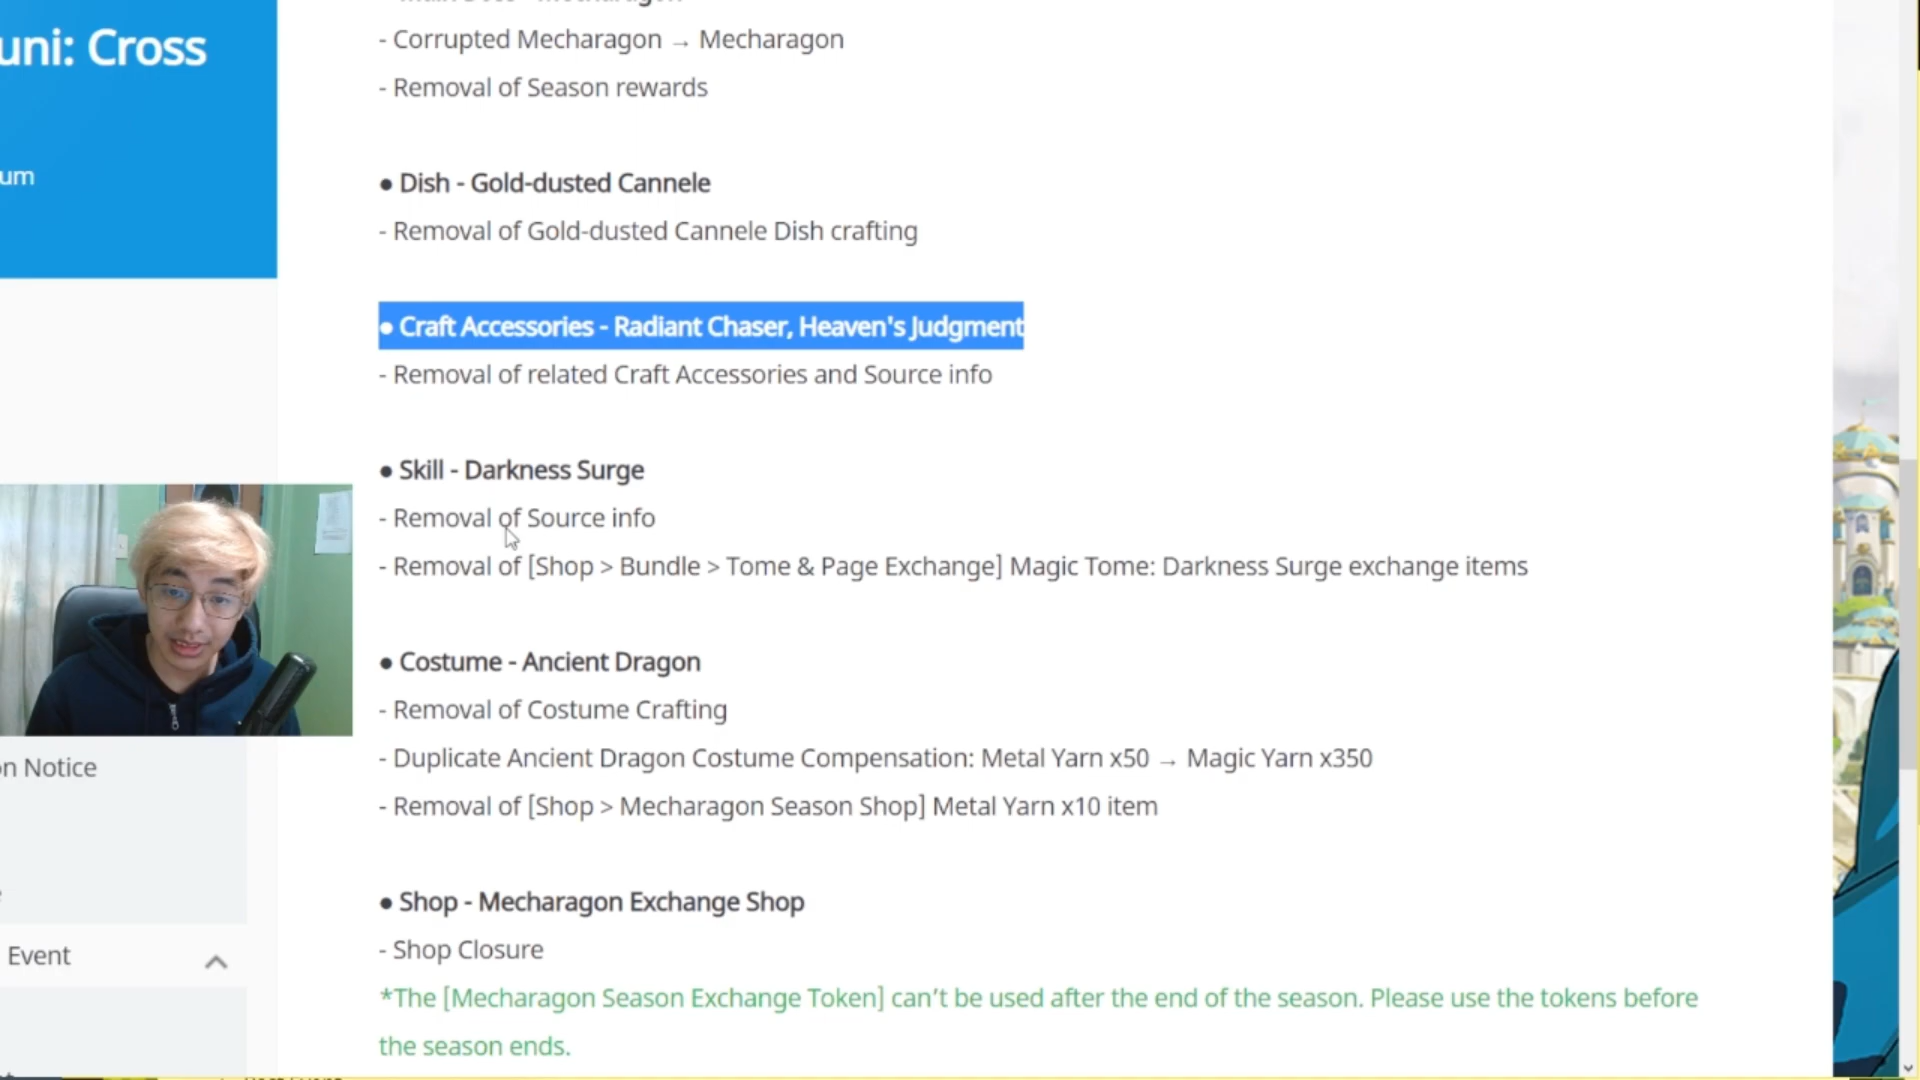 uni: Cross
um
- Corrupted Mecharagon → Mecharagon
- Removal of Season rewards
● Dish - Gold-dusted Cannele
- Removal of Gold-dusted Cannele Dish crafting
● Craft Accessories - Radiant Chaser, Heaven's Judgment
- Removal of related Craft Accessories and Source info
● Skill - Darkness Surge
- Removal of Source info
- Removal of [Shop > Bundle > Tome & Page Exchange] Magic Tome: Darkness Surge exchange items
● Costume - Ancient Dragon
- Removal of Costume Crafting
- Duplicate Ancient Dragon Costume Compensation: Metal Yarn x50 → Magic Yarn x350
- Removal of [Shop > Mecharagon Season Shop] Metal Yarn x10 item
● Shop - Mecharagon Exchange Shop
- Shop Closure
*The [Mecharagon Season Exchange Token] can’t be used after the end of the season. Please use the tokens before
the season ends.
on Notice
Event